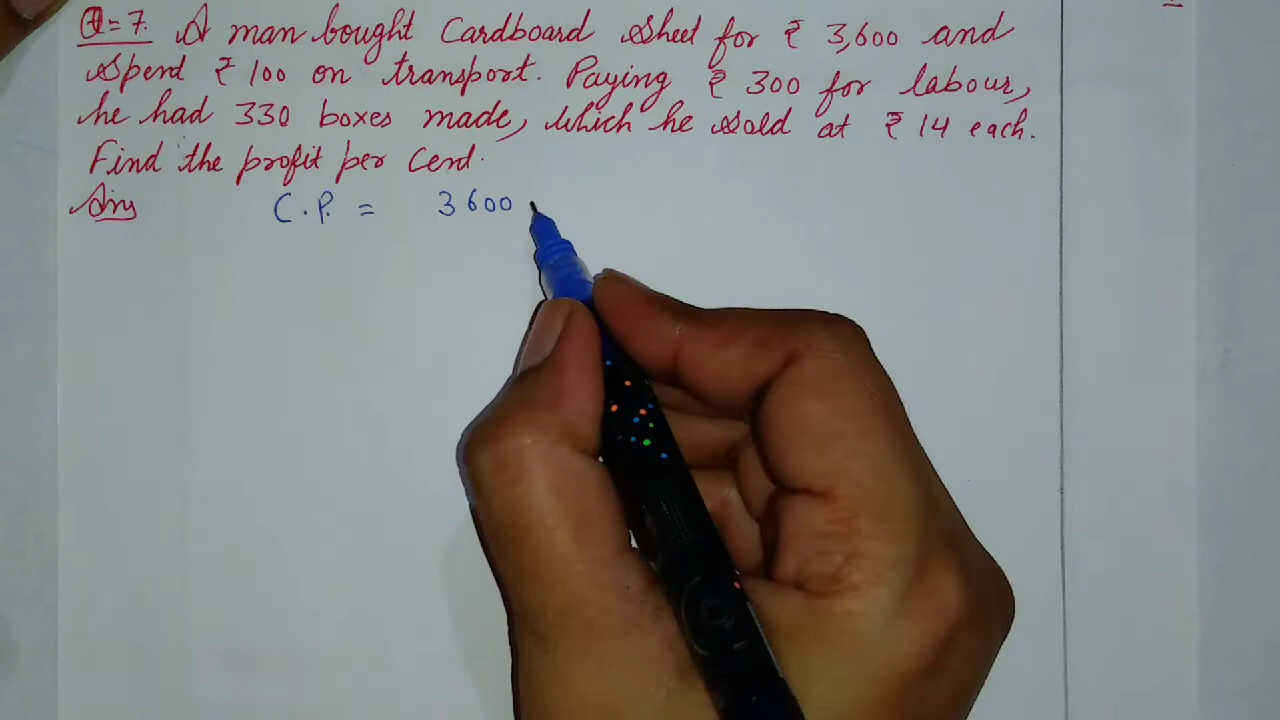 Q=7. A man bought Cardboard Sheet for ₹ 3,600 and
Spend ₹ 100 on transport. Paying ₹ 300 for labour,
he had 330 boxes made, which he sold at ₹ 14 each.
Find the profit per Cend.
Ans C.P. = 3600